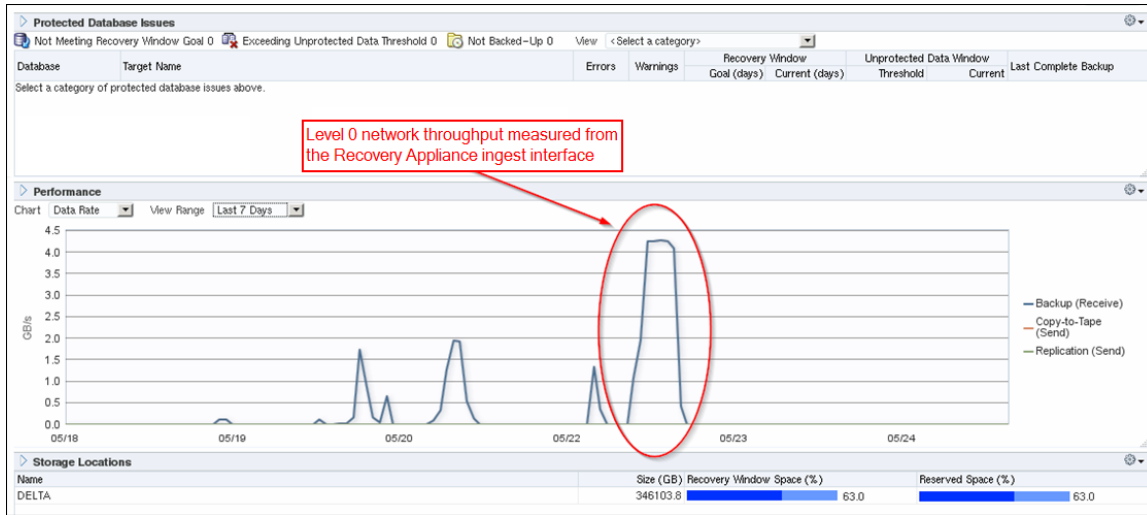 Protected Database Issues
Not Meeting Recovery Window Goal 0 Exceeding Unprotected Data Threshold 0 Not Backed-Up 0 View <Select a category>
Database Target Name Errors Warnings Recovery Window Unprotected Data Window Last Complete Backup
Goal (days) Current (days) Threshold Current
Select a category of protected database issues above.
Level 0 network throughput measured from
the Recovery Appliance ingest interface
Performance
Chart Data Rate View Range Last 7 Days
4.5
4.0
3.5
3.0
2.5
2.0
1.5
1.0
0.5
0.0
GB/s
05/18 05/19 05/20 05/22 05/23 05/24
Backup (Receive)
Copy-to-Tape
(Send)
Replication (Send)
Storage Locations
Name Size (GB) Recovery Window Space (%) Reserved Space (%)
DELTA 346103.8 63.0 63.0